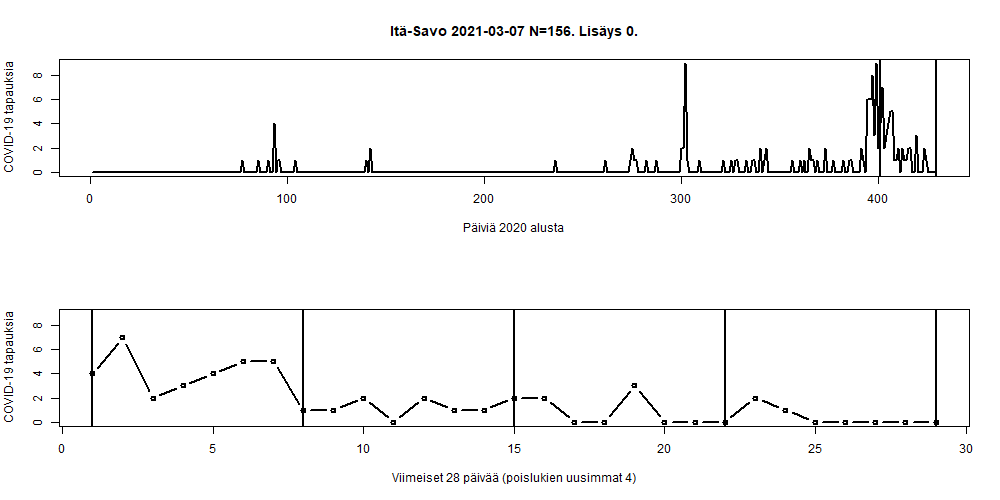 Itä-Savo 2021-03-07 N=156. Lisäys 0.
COVID-19 tapauksia
8
6
4
2
0
0 100 200 300 400
Päiviä 2020 alusta
COVID-19 tapauksia
8
6
4
2
0
0 5 10 15 20 25 30
Viimeiset 28 päivää (poislukien uusimmat 4)